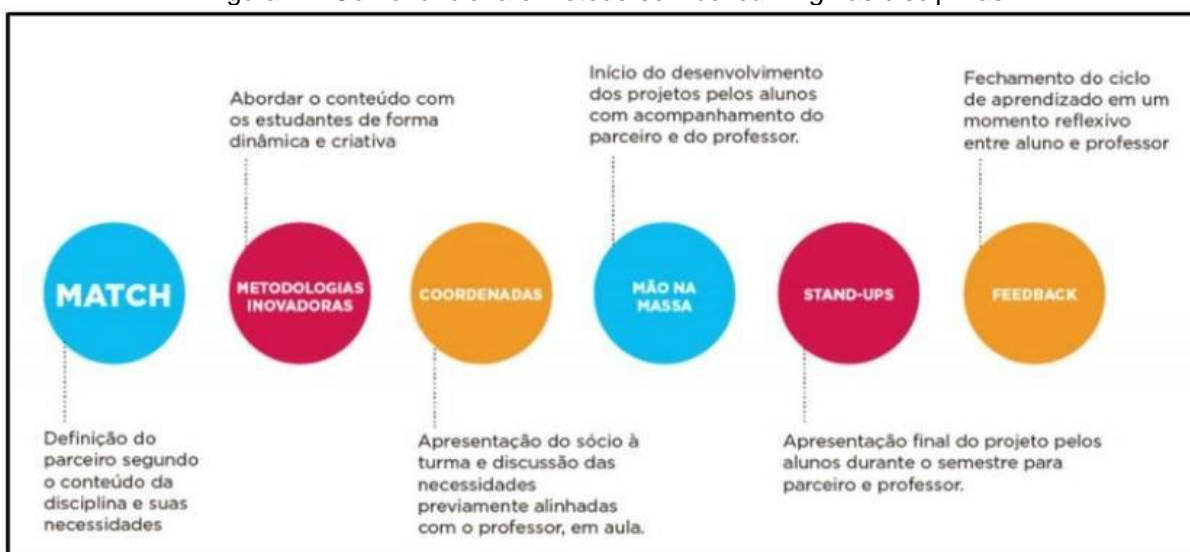 Abordar o conteúdo com
os estudantes de forma
dinâmica e criativa
Início do desenvolvimento
dos projetos pelos alunos
com acompanhamento do
parceiro e do professor.
Fechamento do ciclo
de aprendizado em um
momento reflexivo
entre aluno e professor
MATCH
METODOLOGIAS
INOVADORAS
COORDENADAS
MÃO NA
MASSA
STAND-UPS
FEEDBACK
Definição do
parceiro segundo
o conteúdo da
disciplina e suas
necessidades
Apresentação do sócio à
turma e discussão das
necessidades
previamente alinhadas
com o professor, em aula.
Apresentação final do projeto pelos
alunos durante o semestre para
parceiro e professor.